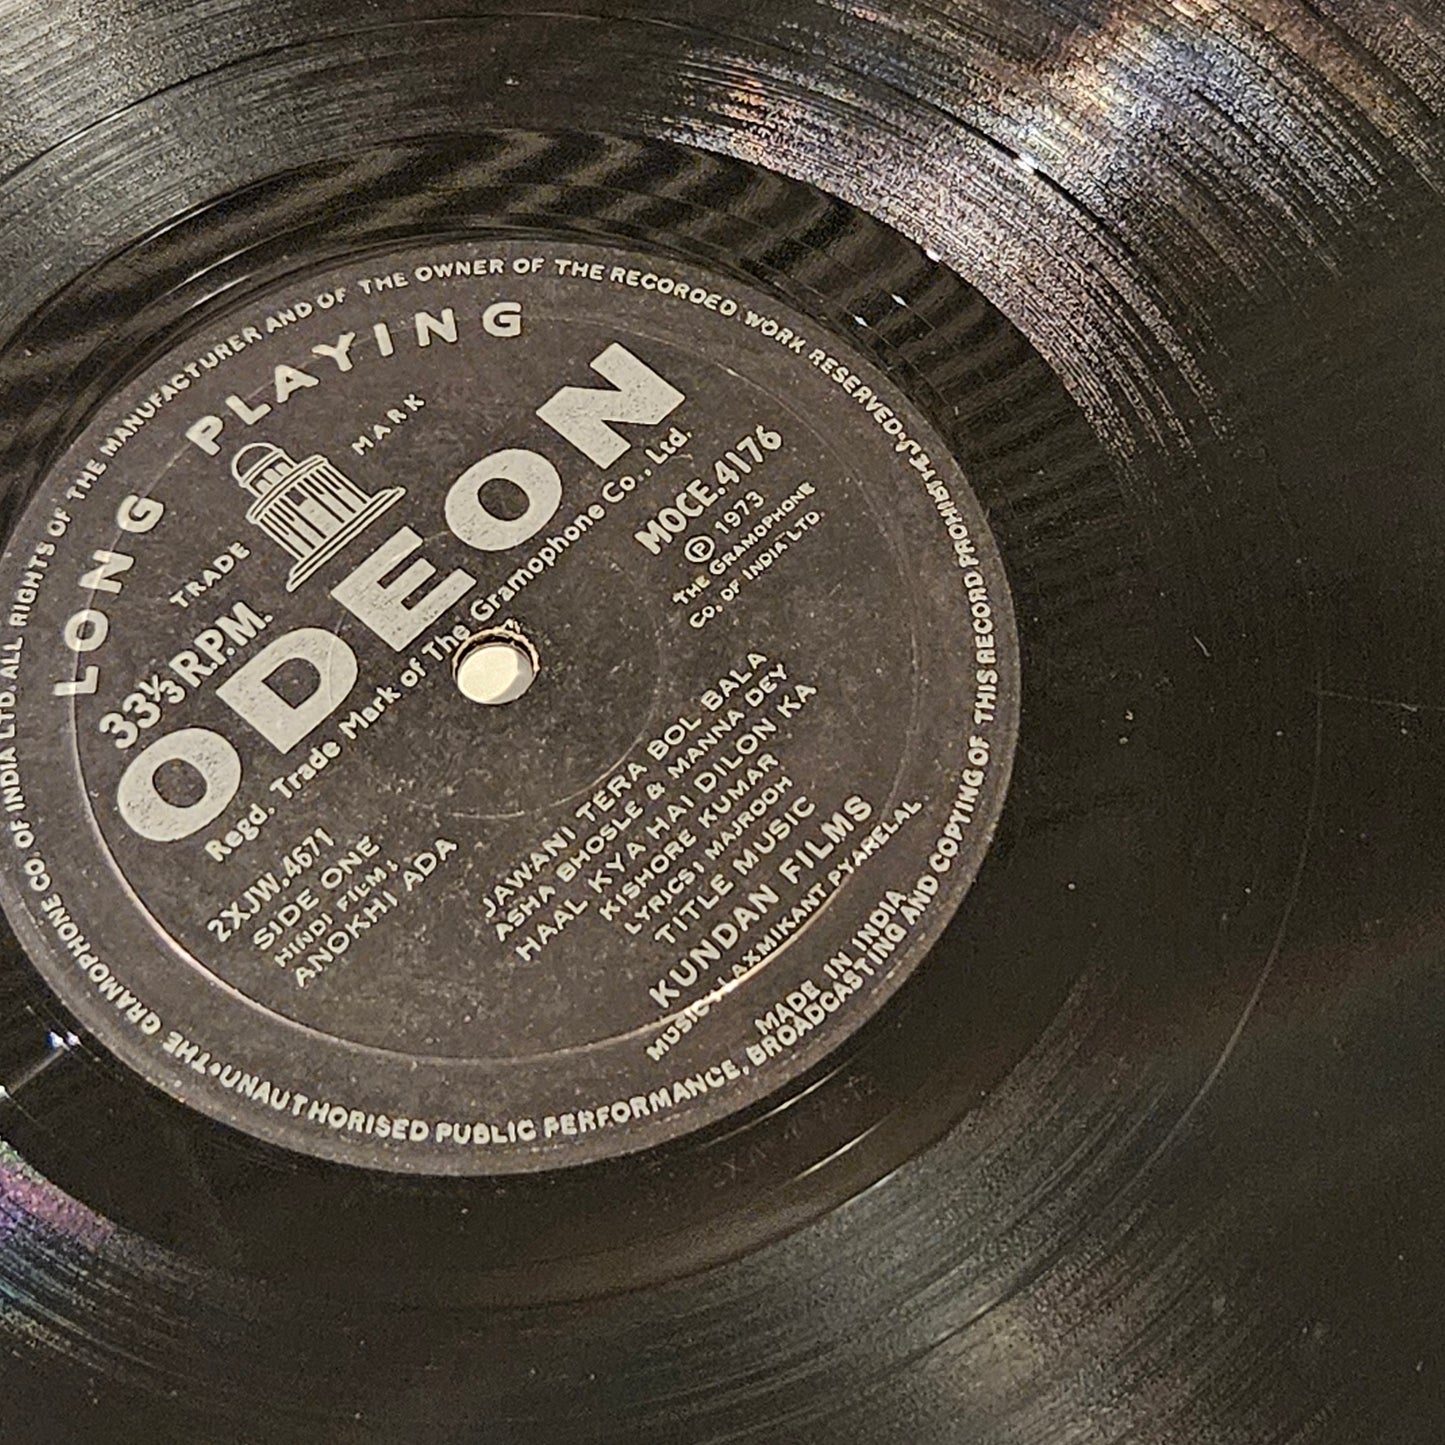 LONG PLAYING
TRADE MARK
33⅓ R.P.M.
ODEON
Regd. Trade Mark of The Gramophone Co., Ltd.
MOCE.4176
Ⓟ 1973
THE GRAMOPHONE
CO. OF INDIA LTD.
2XJW.4671
SIDE ONE
HINDI FILM:
ANOKHI ADA
JAWANI TERA BOL BALA
ASHA BHOSLE & MANNA DEY
HAAL KYA HAI DILON KA
KISHORE KUMAR
LYRICS: MAJROOH
TITLE MUSIC
KUNDAN FILMS
MUSIC: LAXMIKANT PYARELAL
MADE IN INDIA
THE GRAMOPHONE CO. OF INDIA LTD. ALL RIGHTS OF THE MANUFACTURER AND OF THE OWNER OF THE RECORDED WORK RESERVED. PROHIBITED COPYING OF THIS RECORD AND BROADCASTING UNAUTHORISED PUBLIC PERFORMANCE,